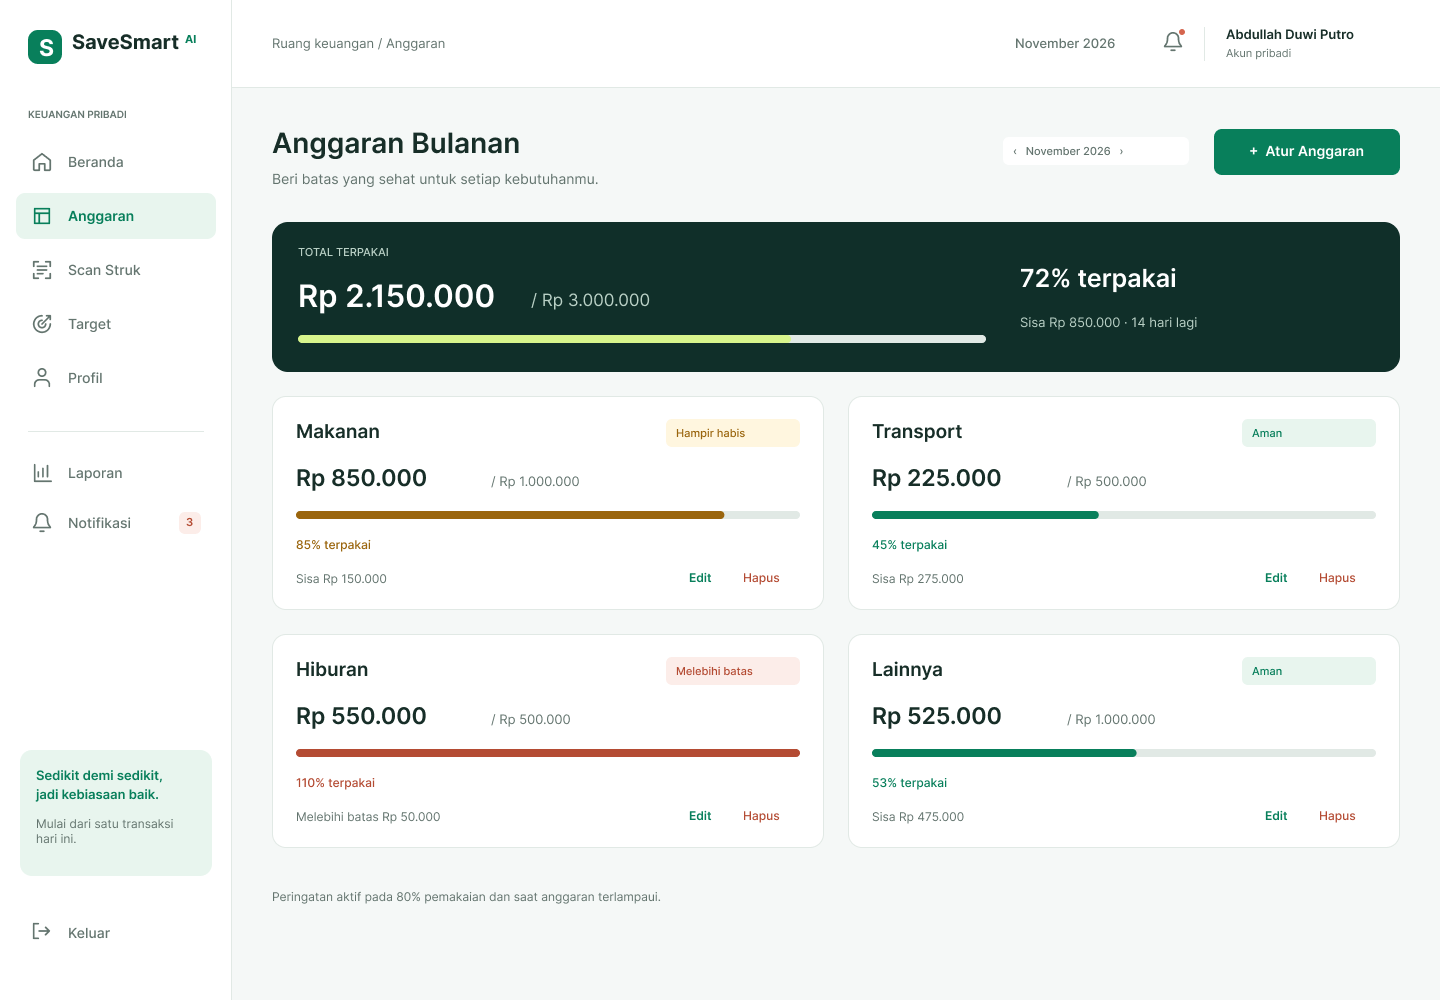 S SaveSmart AI
KEUANGAN PRIBADI
Beranda
Anggaran
Scan Struk
Target
Profil
Laporan
Notifikasi 3
Sedikit demi sedikit,
jadi kebiasaan baik.
Mulai dari satu transaksi
hari ini.
Keluar
Ruang keuangan / Anggaran
November 2026
Abdullah Duwi Putro
Akun pribadi
Anggaran Bulanan
Beri batas yang sehat untuk setiap kebutuhanmu.
‹ November 2026 ›
+ Atur Anggaran
TOTAL TERPAKAI
Rp 2.150.000 / Rp 3.000.000
72% terpakai
Sisa Rp 850.000 · 14 hari lagi
Makanan
Hampir habis
Rp 850.000 / Rp 1.000.000
85% terpakai
Sisa Rp 150.000
Edit Hapus
Transport
Aman
Rp 225.000 / Rp 500.000
45% terpakai
Sisa Rp 275.000
Edit Hapus
Hiburan
Melebihi batas
Rp 550.000 / Rp 500.000
110% terpakai
Melebihi batas Rp 50.000
Edit Hapus
Lainnya
Aman
Rp 525.000 / Rp 1.000.000
53% terpakai
Sisa Rp 475.000
Edit Hapus
Peringatan aktif pada 80% pemakaian dan saat anggaran terlampaui.